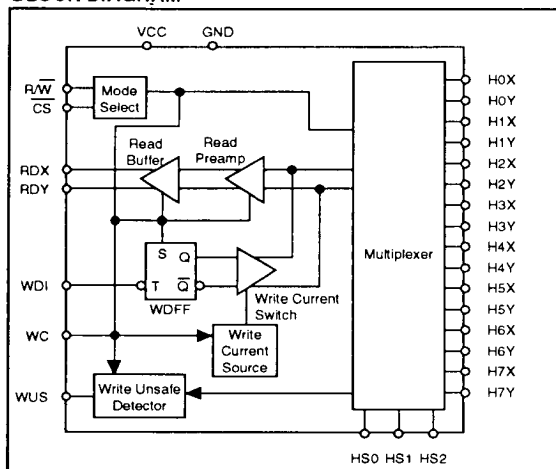 VCC GND
R/W̅
C̅S̅
Mode
Select
Read
Buffer
Read
Preamp
RDX
RDY
S Q
T Q̅
WDFF
WDI
Write Current
Switch
WC
Write
Current
Source
WUS
Write Unsafe
Detector
Multiplexer
H0X
H0Y
H1X
H1Y
H2X
H2Y
H3X
H3Y
H4X
H4Y
H5X
H5Y
H6X
H6Y
H7X
H7Y
HS0 HS1 HS2